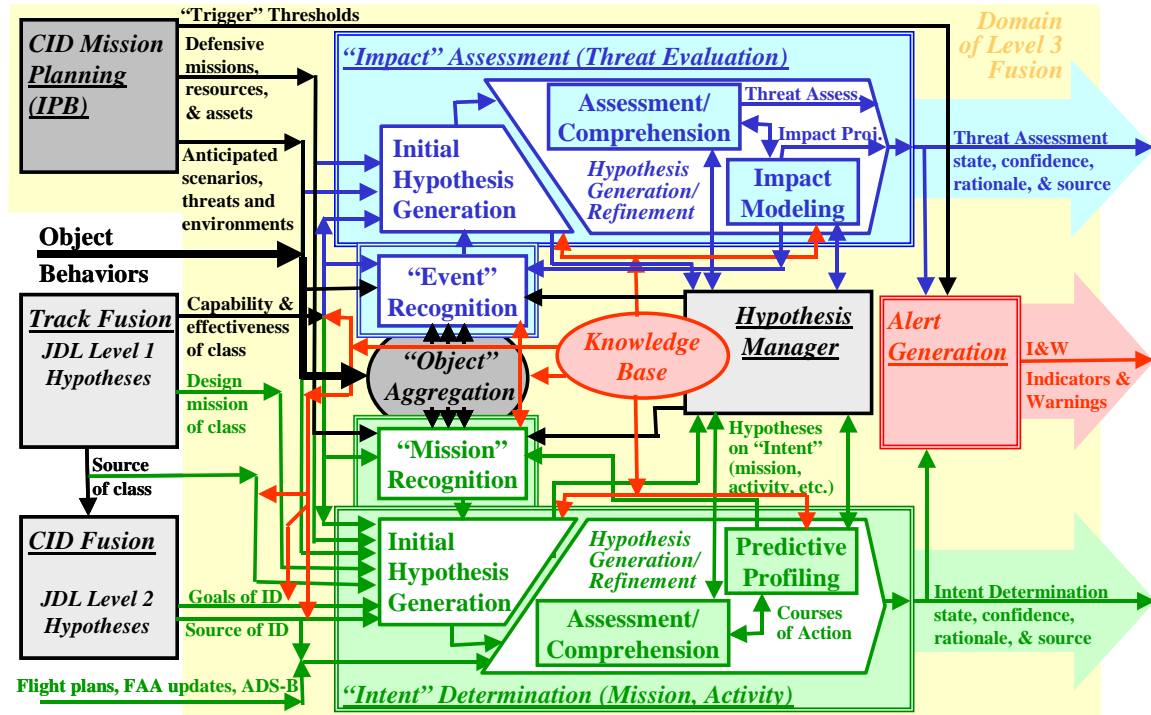 “Trigger” Thresholds
CID Mission
Planning
(IPB)
Defensive
missions,
resources,
& assets
Anticipated
scenarios,
threats and
environments
Domain
of Level 3
Fusion
“Impact” Assessment (Threat Evaluation)
Assessment/
Comprehension
Threat Assess.
Impact Proj.
Initial
Hypothesis
Generation
Hypothesis
Generation/
Refinement
Impact
Modeling
Threat Assessment
state, confidence,
rationale, & source
Object
Behaviors
“Event”
Recognition
Track Fusion
JDL Level 1
Hypotheses
Capability &
effectiveness
of class
Design
mission
of class
“Object”
Aggregation
Knowledge
Base
Hypothesis
Manager
Alert
Generation
I&W
Indicators &
Warnings
“Mission”
Recognition
Hypotheses
on “Intent”
(mission,
activity, etc.)
Source
of class
CID Fusion
JDL Level 2
Hypotheses
Goals of ID
Source of ID
Initial
Hypothesis
Generation
Hypothesis
Generation/
Refinement
Predictive
Profiling
Assessment/
Comprehension
Courses
of Action
Intent Determination
state, confidence,
rationale, & source
Flight plans, FAA updates, ADS-B
“Intent” Determination (Mission, Activity)